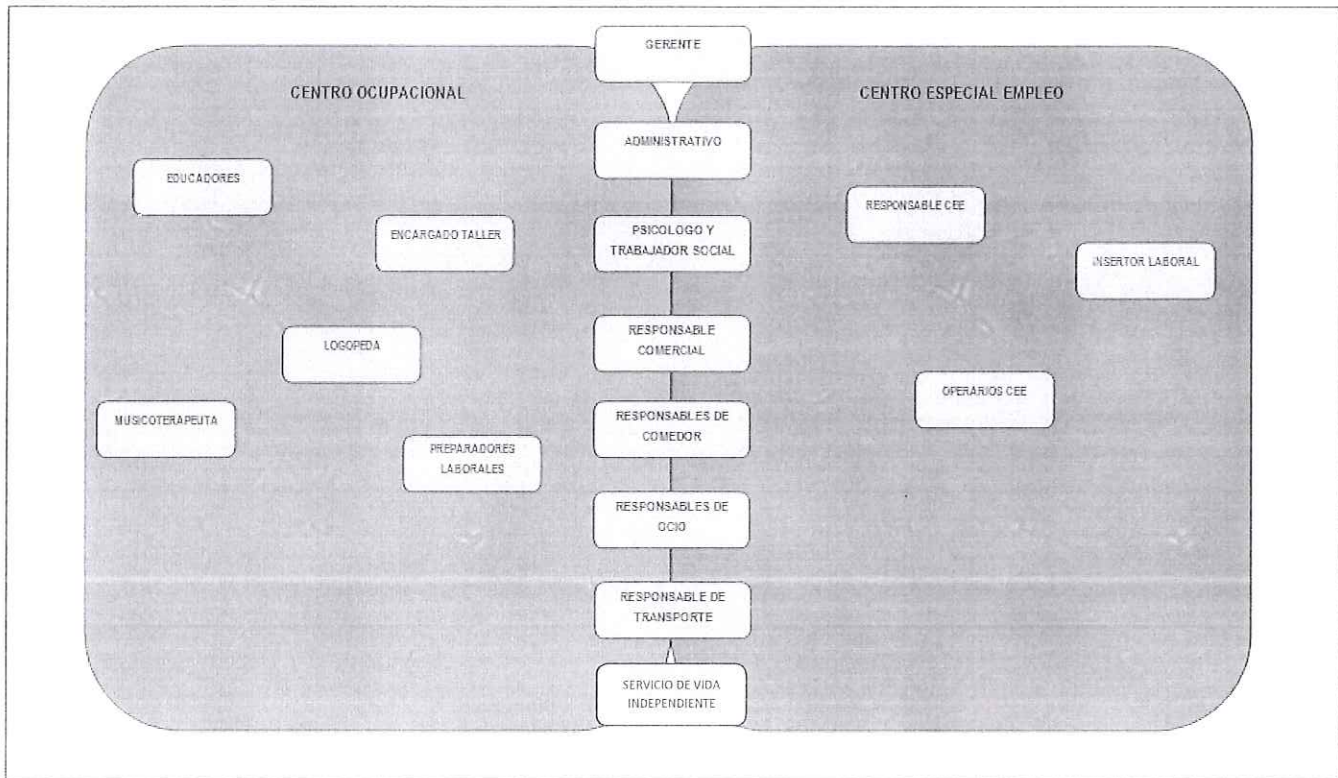 GERENTE
CENTRO OCUPACIONAL
CENTRO ESPECIAL EMPLEO
ADMINISTRATIVO
EDUCADORES
RESPONSABLE CEE
ENCARGADO TALLER
PSICOLOGO Y
TRABAJADOR SOCIAL
INSERTOR LABORAL
LOGOPEDA
RESPONSABLE
COMERCIAL
OPERARIOS CEE
MUSICOTERAPEUTA
RESPONSABLES DE
COMEDOR
PREPARADORES
LABORALES
RESPONSABLES DE
OCIO
RESPONSABLE DE
TRANSPORTE
SERVICIO DE VIDA
INDEPENDIENTE